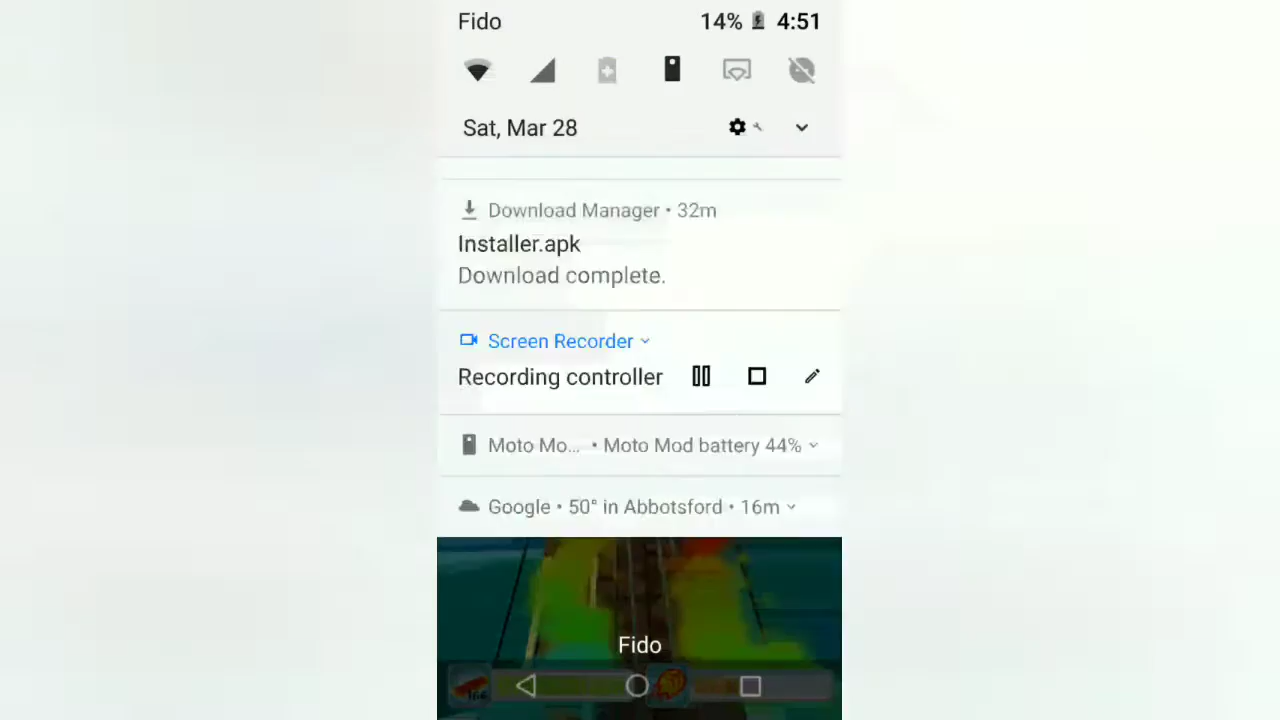 Fido 14% 4:51
Sat, Mar 28
Download Manager • 32m
Installer.apk
Download complete.
Screen Recorder
Recording controller
Moto Mo... • Moto Mod battery 44%
Google • 50° in Abbotsford • 16m
Fido